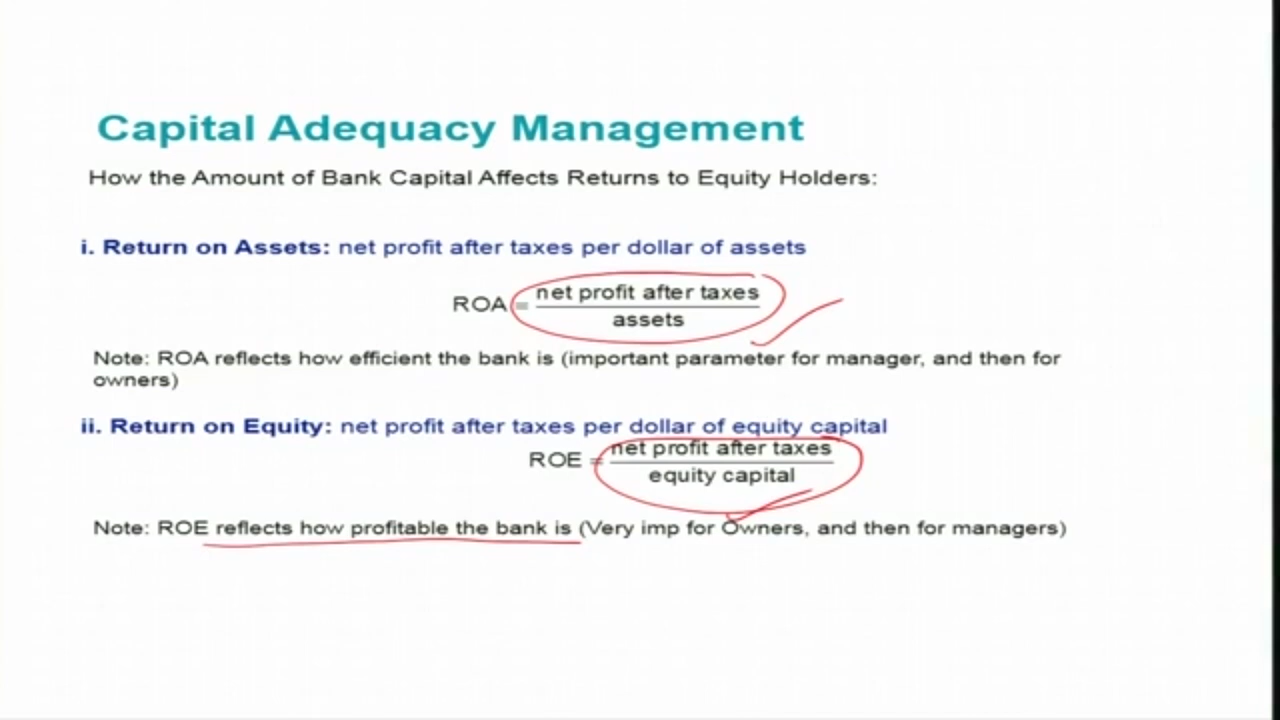 Capital Adequacy Management
How the Amount of Bank Capital Affects Returns to Equity Holders:
i. Return on Assets: net profit after taxes per dollar of assets
ROA = net profit after taxes
assets
Note: ROA reflects how efficient the bank is (important parameter for manager, and then for
owners)
ii. Return on Equity: net profit after taxes per dollar of equity capital
ROE = net profit after taxes
equity capital
Note: ROE reflects how profitable the bank is (Very imp for Owners, and then for managers)